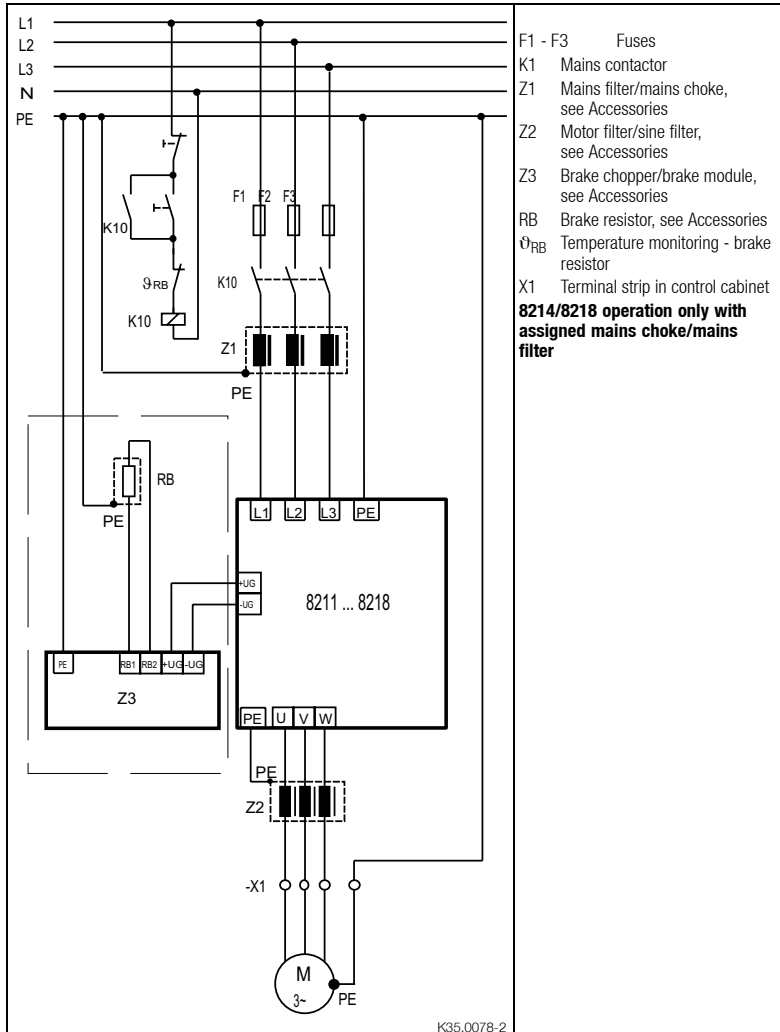 L1
L2
L3
N
PE
K10
ϑRB
K10
F1 F2 F3
K10
Z1
PE
RB
PE
L1 L2 L3 PE
+UG
-UG
8211 ... 8218
PE RB1 RB2 +UG -UG
Z3
PE U V W
PE
Z2
-X1
M
3~
PE
K35.0078-2
F1 - F3 Fuses
K1 Mains contactor
Z1 Mains filter/mains choke,
see Accessories
Z2 Motor filter/sine filter,
see Accessories
Z3 Brake chopper/brake module,
see Accessories
RB Brake resistor, see Accessories
ϑRB Temperature monitoring - brake
resistor
X1 Terminal strip in control cabinet
8214/8218 operation only with
assigned mains choke/mains
filter